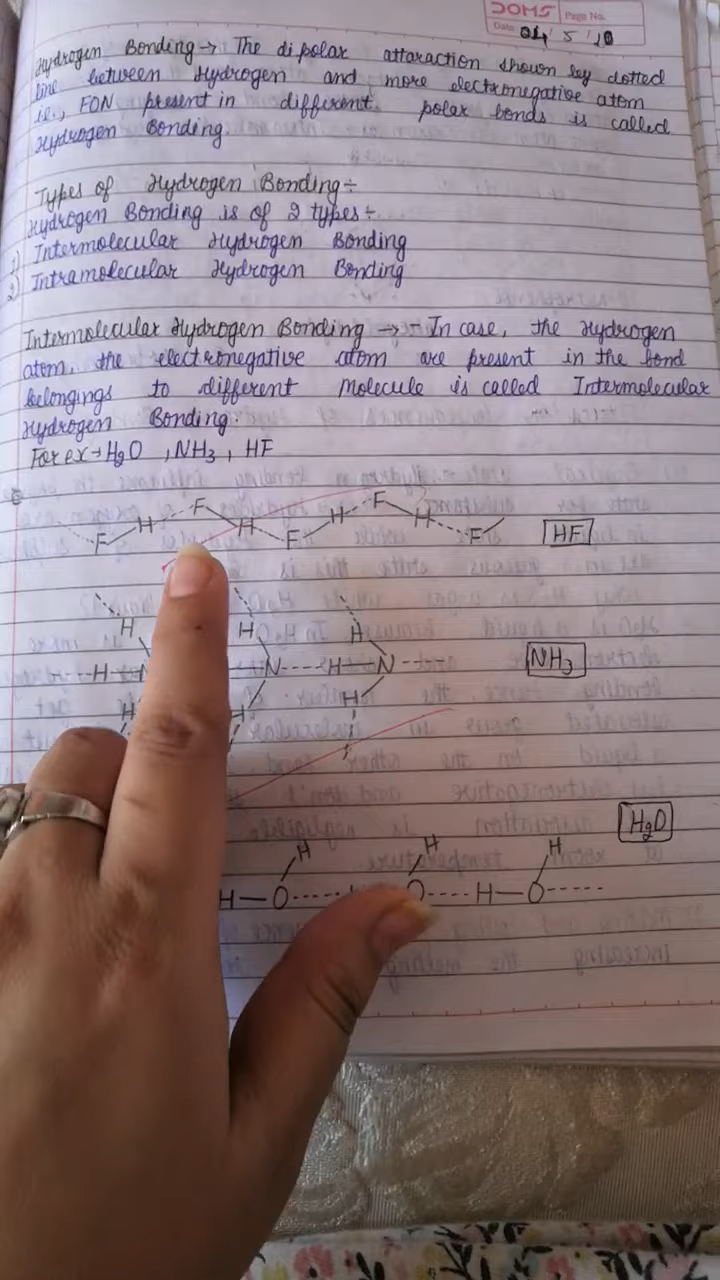 DOMS Page No.
Date 04 5 20
Hydrogen Bonding → The dipolar attaraction shown by dotted
line between Hydrogen and more electronegative atom
i.e., FON present in different polar bonds is called
Hydrogen Bonding
Types of Hydrogen Bonding÷
Hydrogen Bonding is of 2 types÷
1) Intermolecular Hydrogen Bonding
2) Intramolecular Hydrogen Bonding
Intermolecular Hydrogen Bonding → - In case, the Hydrogen
atom, the electronegative atom are present in the bond
belongings to different Molecule is called Intermolecular
Hydrogen Bonding.
For ex → H2O , NH3 , HF
F H F H F H F H F HF
H H H
H N H N NH3
H H H
H2O
H H H
H O O H O